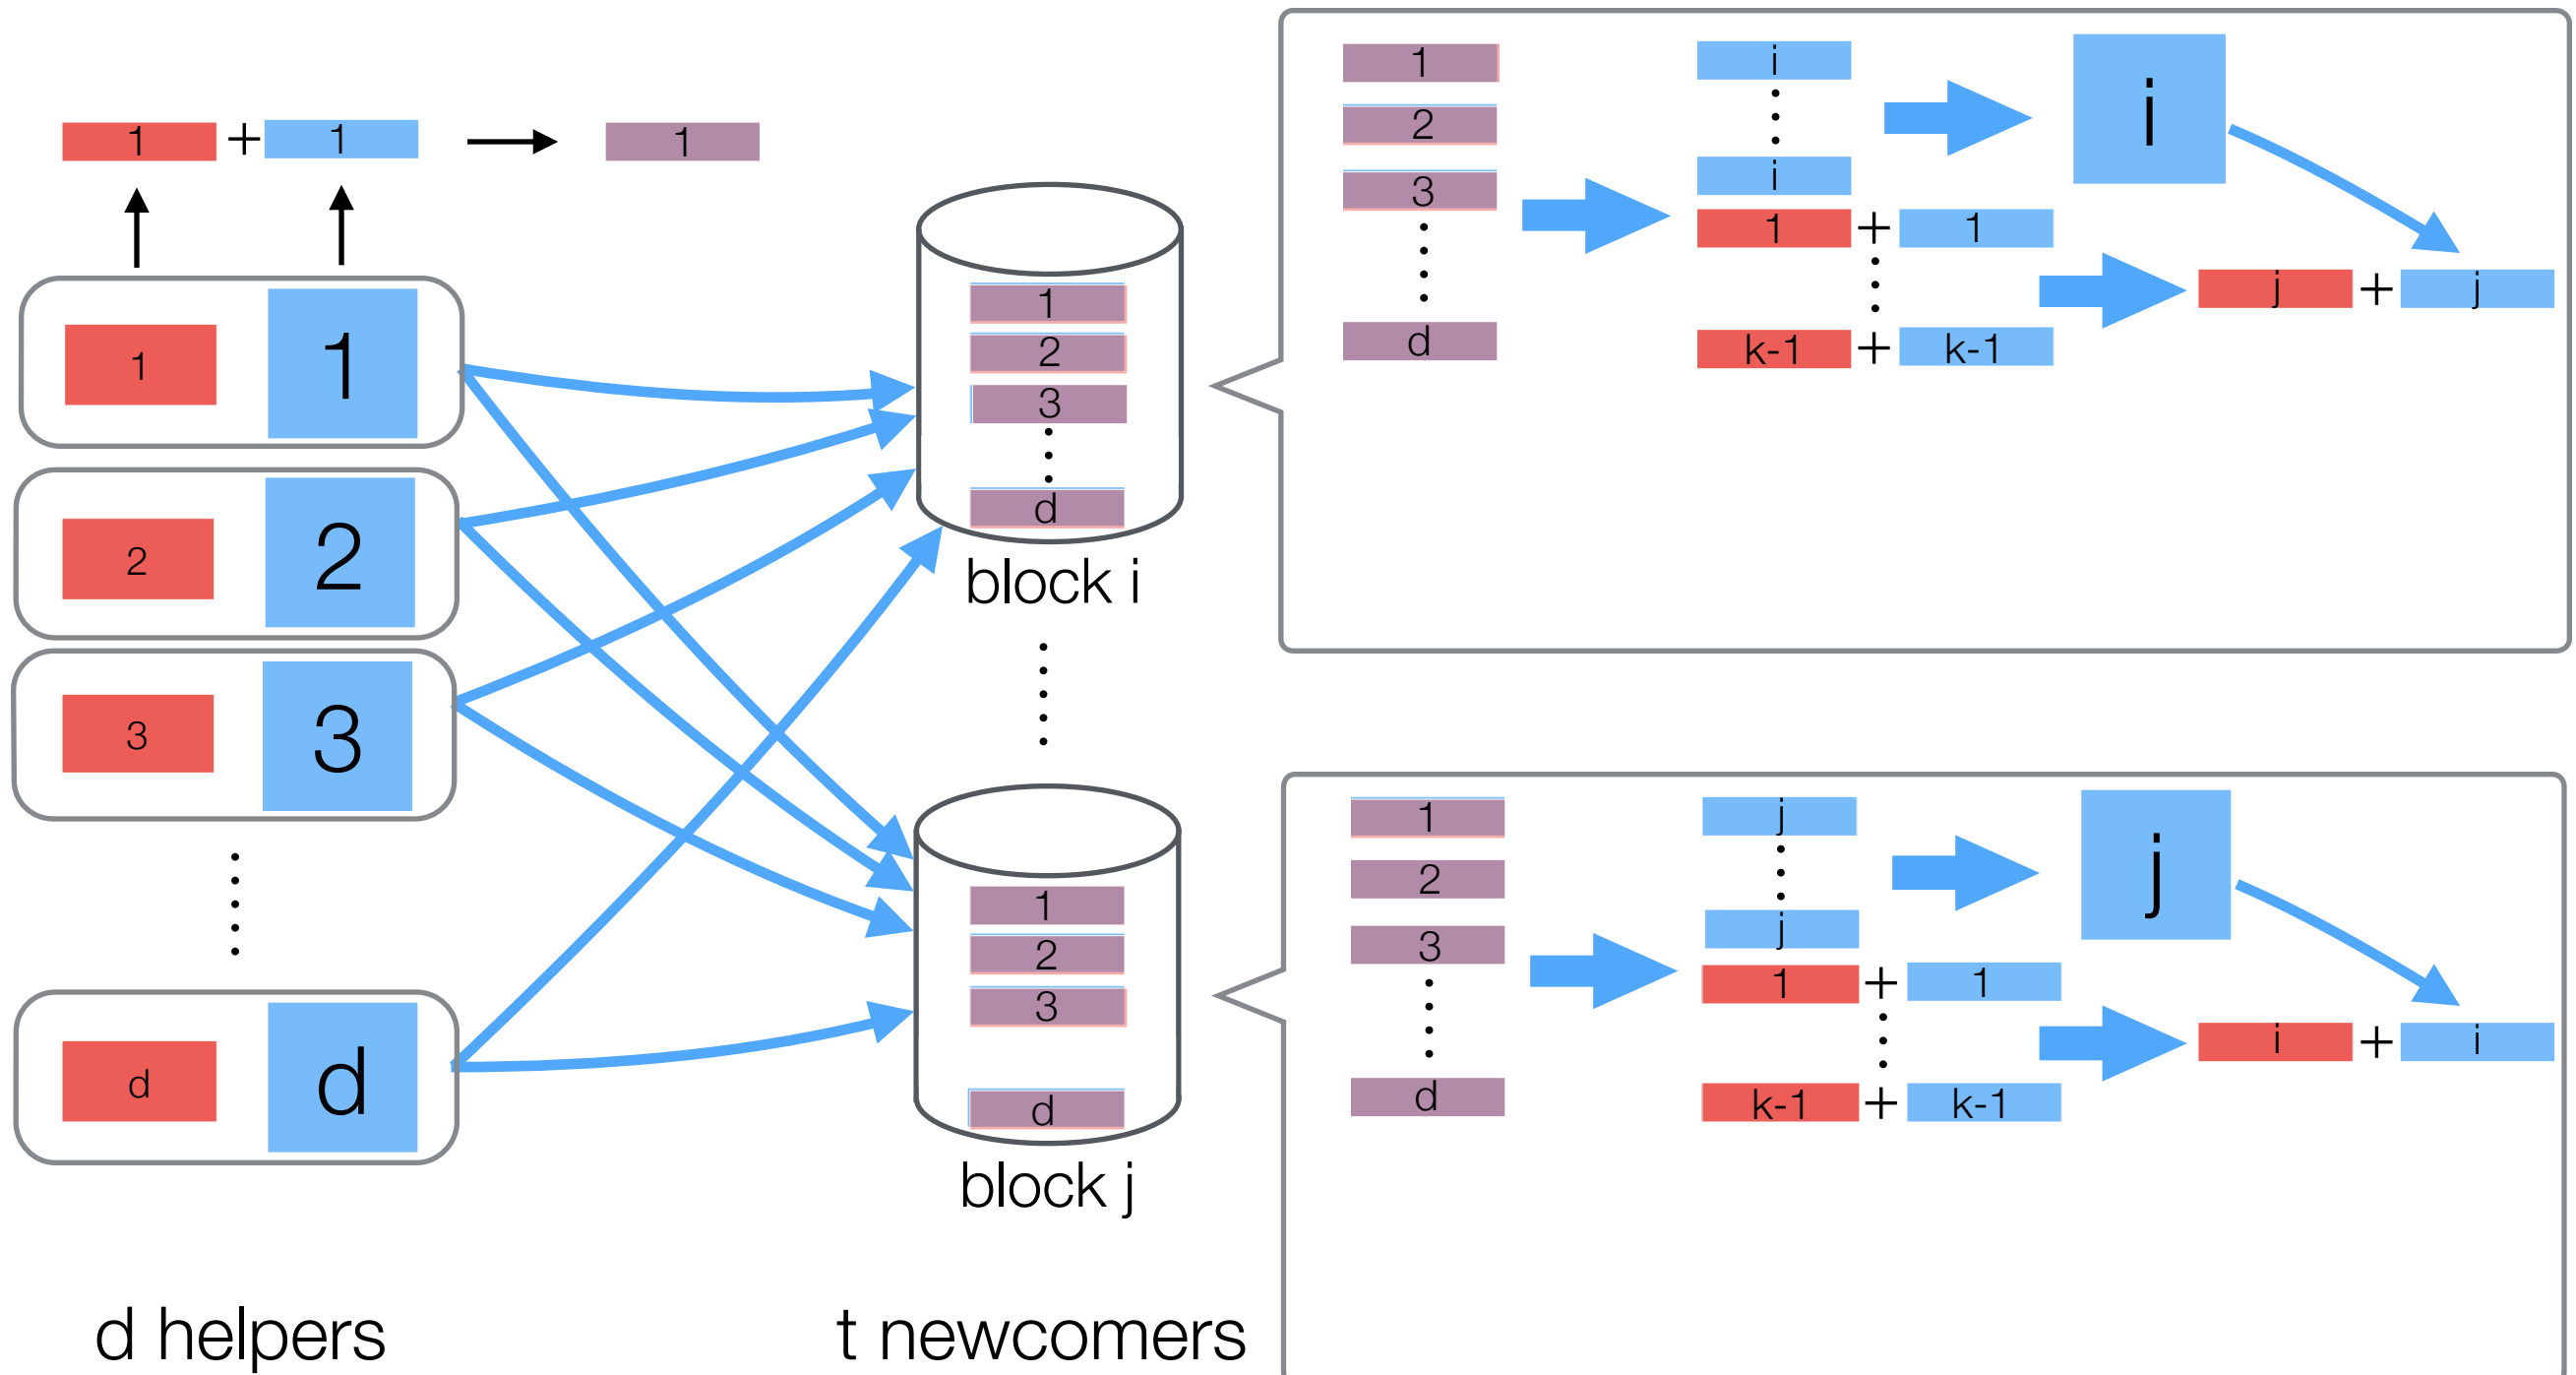 1 + 1 1
1 1
2 2
3 3
d d
d helpers
1
2
3
d
block i
1
2
3
d
block j
t newcomers
1
2
3
d
i
i
1 + 1
k-1 + k-1
i
j + j
1
2
3
d
j
j
1 + 1
k-1 + k-1
j
i + i